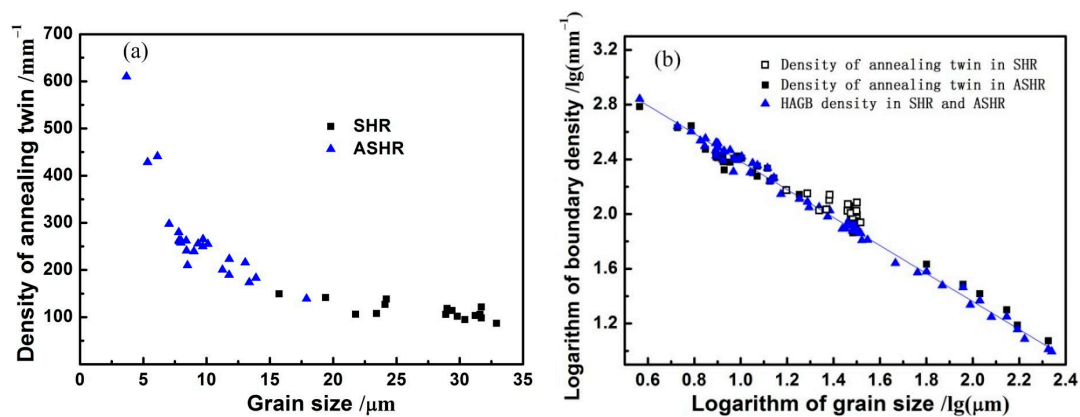 (a)
Density of annealing twin /mm⁻¹
700
600
500
400
300
200
100
0
0 5 10 15 20 25 30 35
Grain size /μm
SHR
ASHR
(b)
Logarithm of boundary density /lg(mm⁻¹)
3.2
2.8
2.4
2.0
1.6
1.2
0.6 0.8 1.0 1.2 1.4 1.6 1.8 2.0 2.2 2.4
Logarithm of grain size /lg(μm)
Density of annealing twin in SHR
Density of annealing twin in ASHR
HAGB density in SHR and ASHR